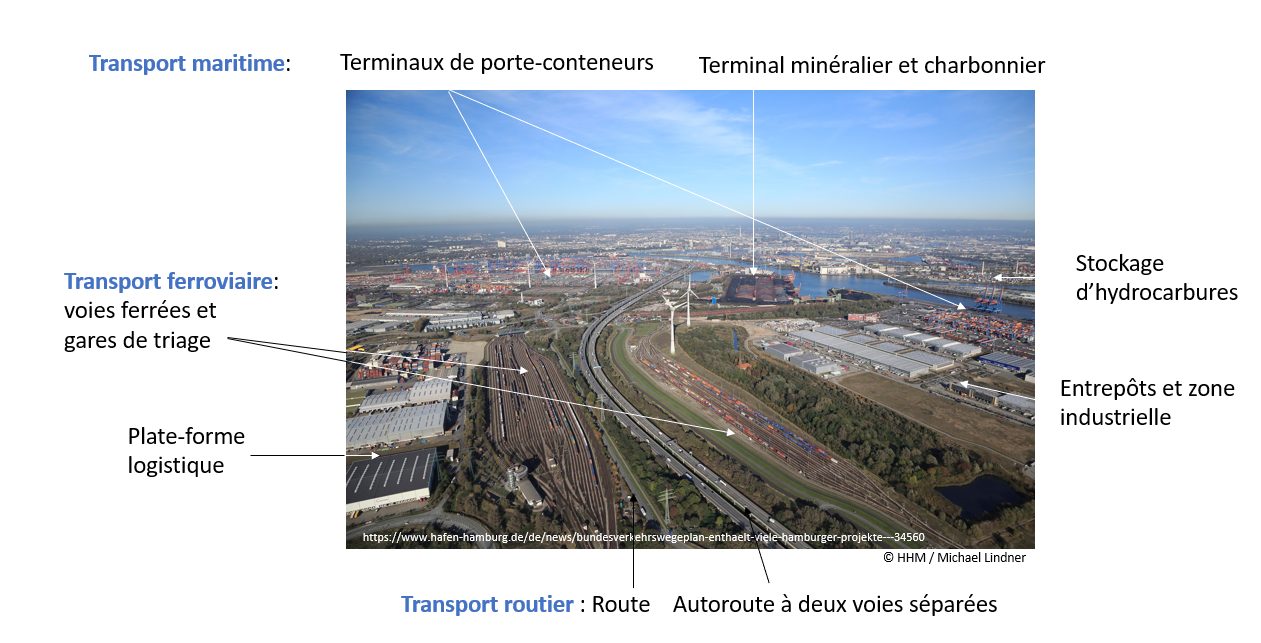 Transport maritime:
Terminaux de porte-conteneurs
Terminal minéralier et charbonnier
Transport ferroviaire:
voies ferrées et
gares de triage
Stockage
d’hydrocarbures
Entrepôts et zone
industrielle
Plate-forme
logistique
https://www.hafen-hamburg.de/de/news/bundesverkehrswegeplan-enthaelt-viele-hamburger-projekte---34560
© HHM / Michael Lindner
Transport routier : Route
Autoroute à deux voies séparées